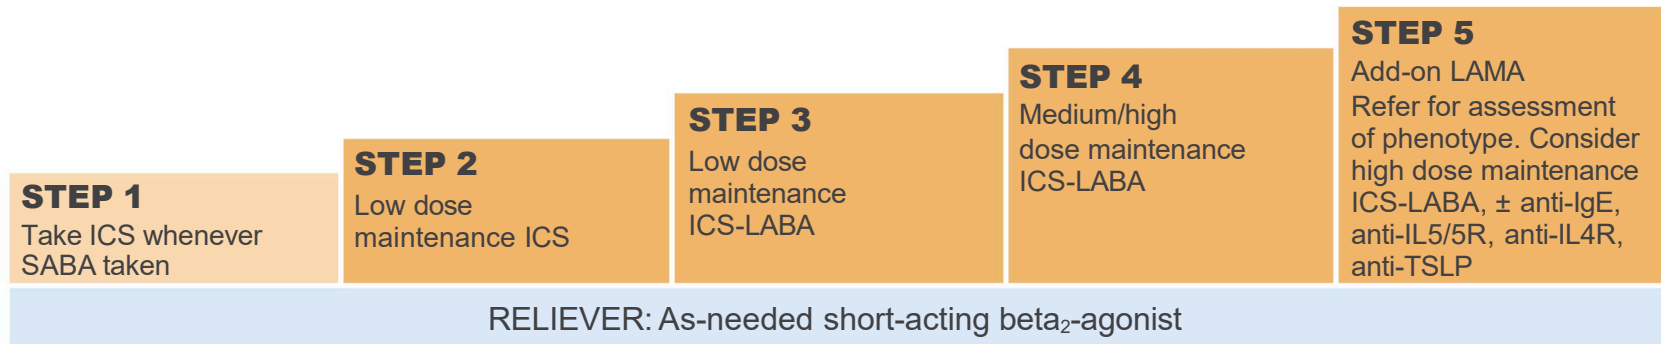 STEP 1
Take ICS whenever
SABA taken
STEP 2
Low dose
maintenance ICS
STEP 3
Low dose
maintenance
ICS-LABA
STEP 4
Medium/high
dose maintenance
ICS-LABA
STEP 5
Add-on LAMA
Refer for assessment
of phenotype. Consider
high dose maintenance
ICS-LABA, ± anti-IgE,
anti-IL5/5R, anti-IL4R,
anti-TSLP
RELIEVER: As-needed short-acting beta₂-agonist